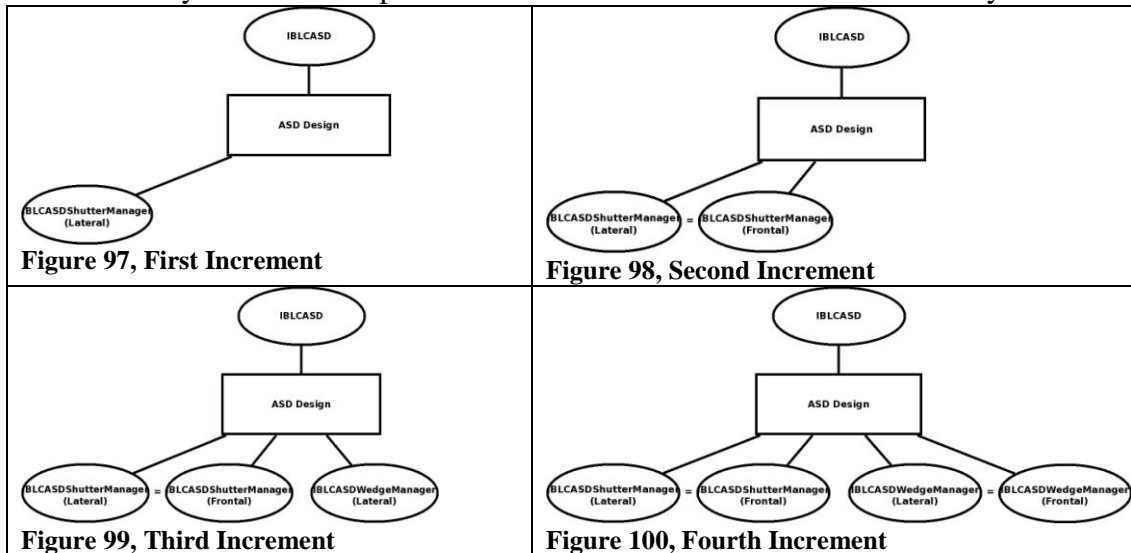 IBLCASD
ASD Design
BLCASDShutterManager
(Lateral)
Figure 97, First Increment
IBLCASD
ASD Design
BLCASDShutterManager
(Lateral)
=
BLCASDShutterManager
(Frontal)
Figure 98, Second Increment
IBLCASD
ASD Design
BLCASDShutterManager
(Lateral)
=
BLCASDShutterManager
(Frontal)
IBLCASDWedgeManager
(Lateral)
Figure 99, Third Increment
IBLCASD
ASD Design
BLCASDShutterManager
(Lateral)
=
BLCASDShutterManager
(Frontal)
IBLCASDWedgeManager
(Lateral)
=
IBLCASDWedgeManager
(Frontal)
Figure 100, Fourth Increment